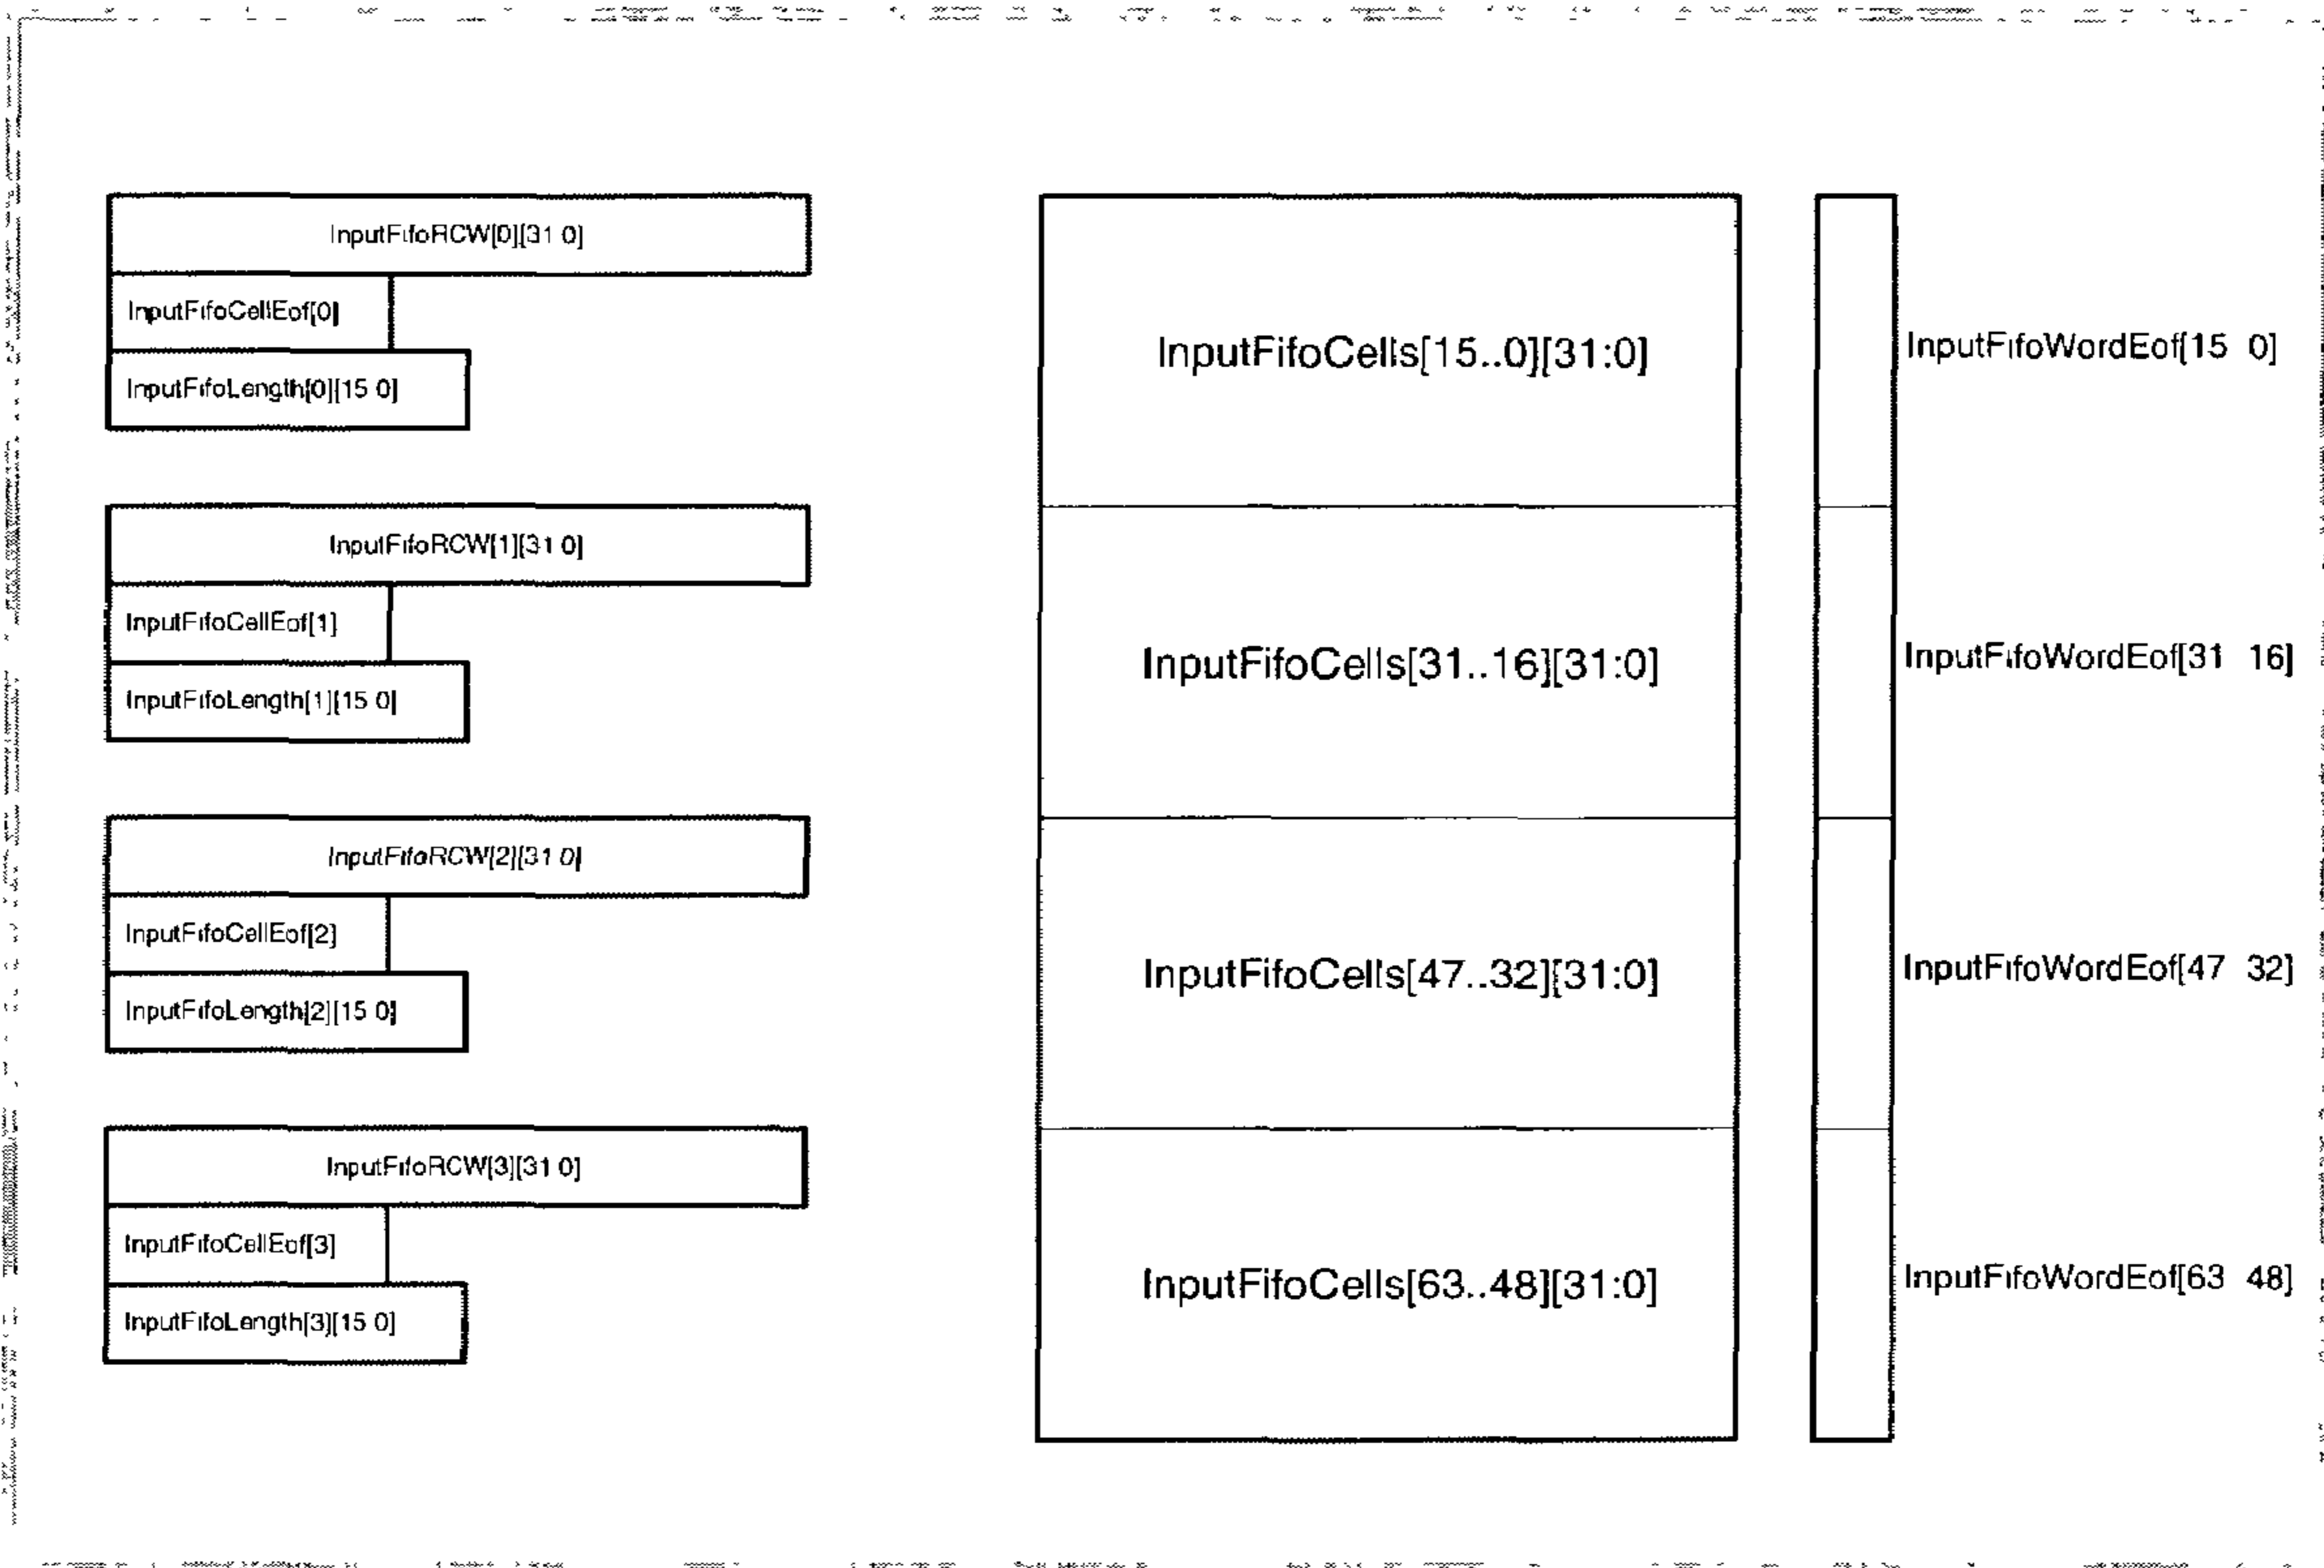 InputFifoRCW[0][31 0]
InputFifoCellEof[0]
InputFifoLength[0][15 0]
InputFifoRCW[1][31 0]
InputFifoCellEof[1]
InputFifoLength[1][15 0]
InputFifoRCW[2][31 0]
InputFifoCellEof[2]
InputFifoLength[2][15 0]
InputFifoRCW[3][31 0]
InputFifoCellEof[3]
InputFifoLength[3][15 0]
InputFifoCells[15..0][31:0]
InputFifoCells[31..16][31:0]
InputFifoCells[47..32][31:0]
InputFifoCells[63..48][31:0]
InputFifoWordEof[15 0]
InputFifoWordEof[31 16]
InputFifoWordEof[47 32]
InputFifoWordEof[63 48]